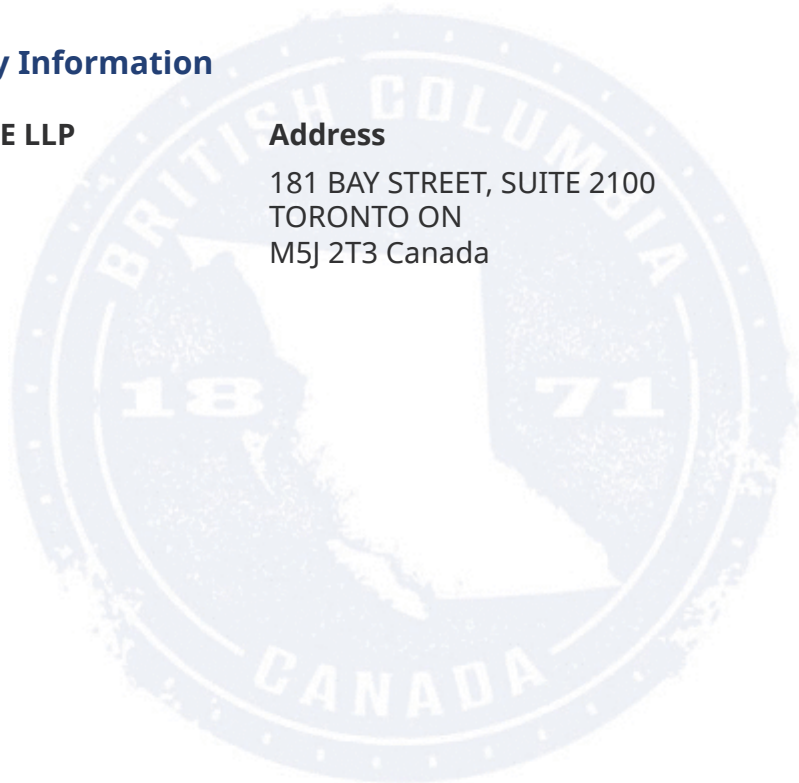 y Information
E LLP
Address
181 BAY STREET, SUITE 2100
TORONTO ON
M5J 2T3 Canada
BRITISH COLUMBIA
18 71
CANADA